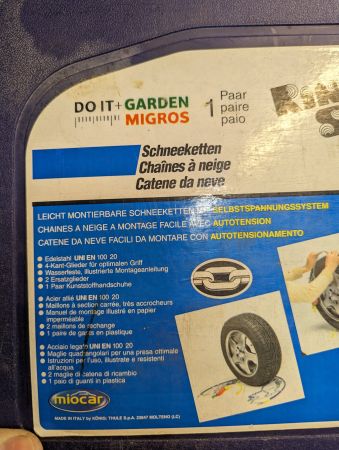 DO IT + GARDEN
MIGROS
1 Paar
paire
paio
Schneeketten
Chaînes à neige
Catene da neve
LEICHT MONTIERBARE SCHNEEKETTEN MIT SELBSTSPANNUNGSSYSTEM
CHAINES A NEIGE A MONTAGE FACILE AVEC AUTOTENSION
CATENE DA NEVE FACILI DA MONTARE CON AUTOTENSIONAMENTO
Edelstahl UNI EN 100 20
4-Kant-Glieder für optimalen Griff
Wasserfeste, illustrierte Montageanleitung
2 Ersatzglieder
1 Paar Kunststoffhandschuhe
Acier allié UNI EN 100 20
Maillons à section carrée, très accrocheurs
Manuel de montage illustré en papier
imperméable
2 maillons de rechange
1 paire de gants en plastique
Acciaio legato UNI EN 100 20
Maglie quadrangolari per una presa ottimale
Istruzioni per l'uso, illustrate e resistenti
all'acqua
2 maglie di catena di ricambio
1 paio di guanti in plastica
miocar
MADE IN ITALY BY KÖNIG: THULE S.p.A. 23847 MOLTENO (LC)